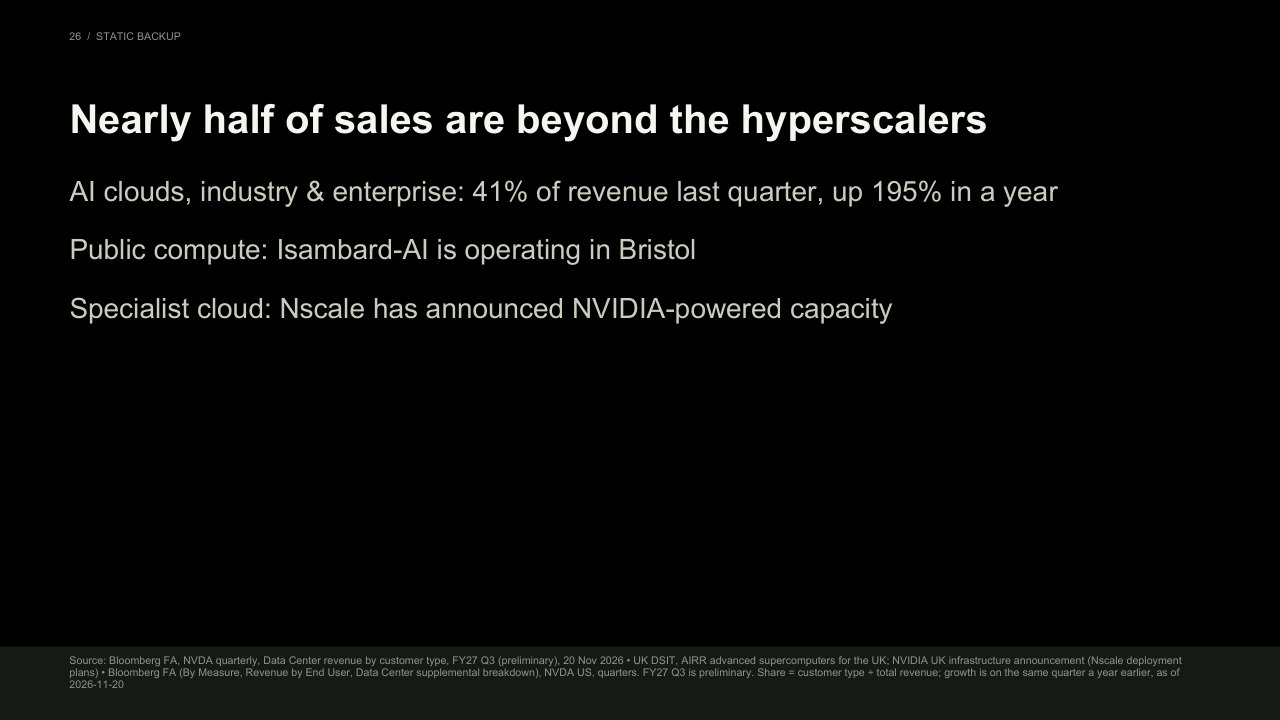 26 / STATIC BACKUP
Nearly half of sales are beyond the hyperscalers
AI clouds, industry & enterprise: 41% of revenue last quarter, up 195% in a year
Public compute: Isambard-AI is operating in Bristol
Specialist cloud: Nscale has announced NVIDIA-powered capacity
Source: Bloomberg FA, NVDA quarterly, Data Center revenue by customer type, FY27 Q3 (preliminary), 20 Nov 2026 • UK DSIT, AIRR advanced supercomputers for the UK; NVIDIA UK infrastructure announcement (Nscale deployment
plans) • Bloomberg FA (By Measure, Revenue by End User, Data Center supplemental breakdown), NVDA US, quarters. FY27 Q3 is preliminary. Share = customer type ÷ total revenue; growth is on the same quarter a year earlier, as of
2026-11-20